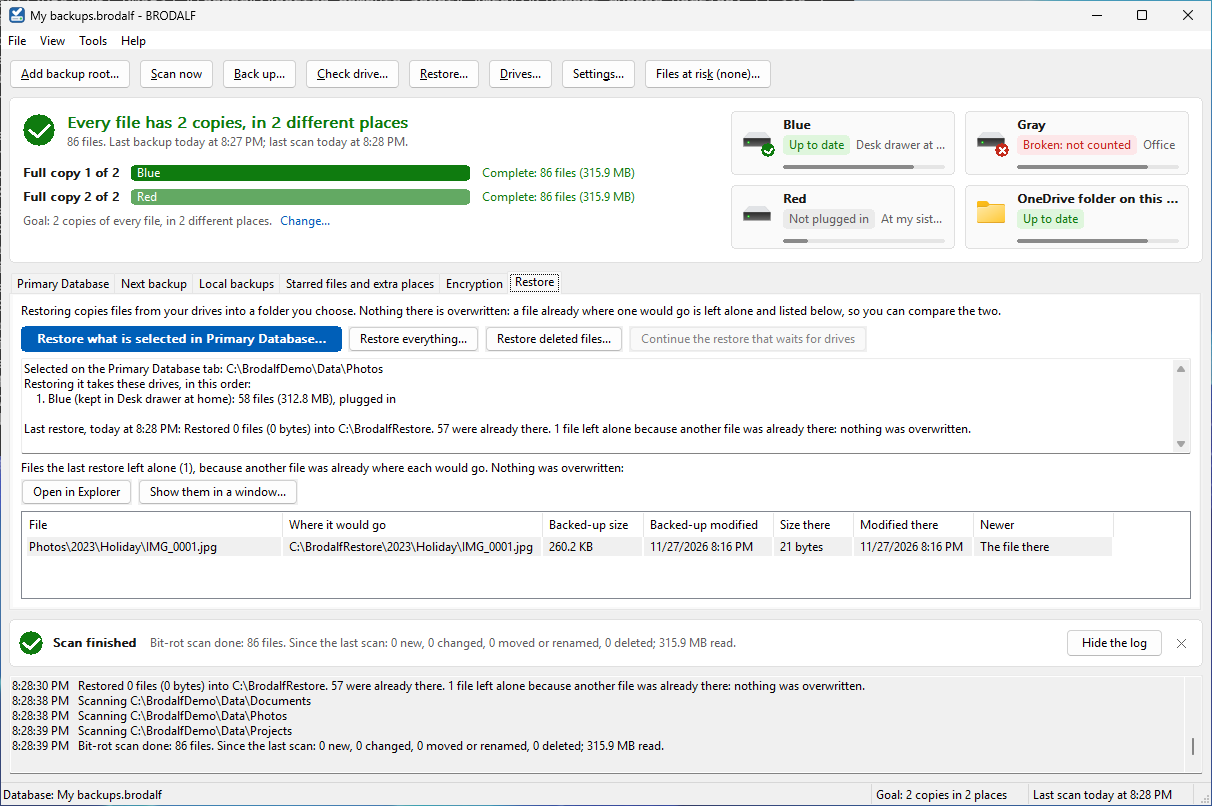 My backups.brodalf - BRODALF
File View Tools Help
Add backup root... Scan now Back up... Check drive... Restore... Drives... Settings... Files at risk (none)...
Every file has 2 copies, in 2 different places
86 files. Last backup today at 8:27 PM; last scan today at 8:28 PM.
Full copy 1 of 2 Blue Complete: 86 files (315.9 MB)
Full copy 2 of 2 Red Complete: 86 files (315.9 MB)
Goal: 2 copies of every file, in 2 different places. Change...
Blue
Up to date Desk drawer at ...
Gray
Broken: not counted Office
Red
Not plugged in At my sist...
OneDrive folder on this ...
Up to date
Primary Database Next backup Local backups Starred files and extra places Encryption Restore
Restoring copies files from your drives into a folder you choose. Nothing there is overwritten: a file already where one would go is left alone and listed below, so you can compare the two.
Restore what is selected in Primary Database... Restore everything... Restore deleted files... Continue the restore that waits for drives
Selected on the Primary Database tab: C:\BrodalfDemo\Data\Photos
Restoring it takes these drives, in this order:
1. Blue (kept in Desk drawer at home): 58 files (312.8 MB), plugged in
Last restore, today at 8:28 PM: Restored 0 files (0 bytes) into C:\BrodalfRestore. 57 were already there. 1 file left alone because another file was already there: nothing was overwritten.
Files the last restore left alone (1), because another file was already where each would go. Nothing was overwritten:
Open in Explorer Show them in a window...
File Where it would go Backed-up size Backed-up modified Size there Modified there Newer
Photos\2023\Holiday\IMG_0001.jpg C:\BrodalfRestore\2023\Holiday\IMG_0001.jpg 260.2 KB 11/27/2026 8:16 PM 21 bytes 11/27/2026 8:16 PM The file there
Scan finished Bit-rot scan done: 86 files. Since the last scan: 0 new, 0 changed, 0 moved or renamed, 0 deleted; 315.9 MB read. Hide the log
8:28:30 PM Restored 0 files (0 bytes) into C:\BrodalfRestore. 57 were already there. 1 file left alone because another file was already there: nothing was overwritten.
8:28:38 PM Scanning C:\BrodalfDemo\Data\Documents
8:28:38 PM Scanning C:\BrodalfDemo\Data\Photos
8:28:39 PM Scanning C:\BrodalfDemo\Data\Projects
8:28:39 PM Bit-rot scan done: 86 files. Since the last scan: 0 new, 0 changed, 0 moved or renamed, 0 deleted; 315.9 MB read.
Database: My backups.brodalf Goal: 2 copies in 2 places Last scan today at 8:28 PM